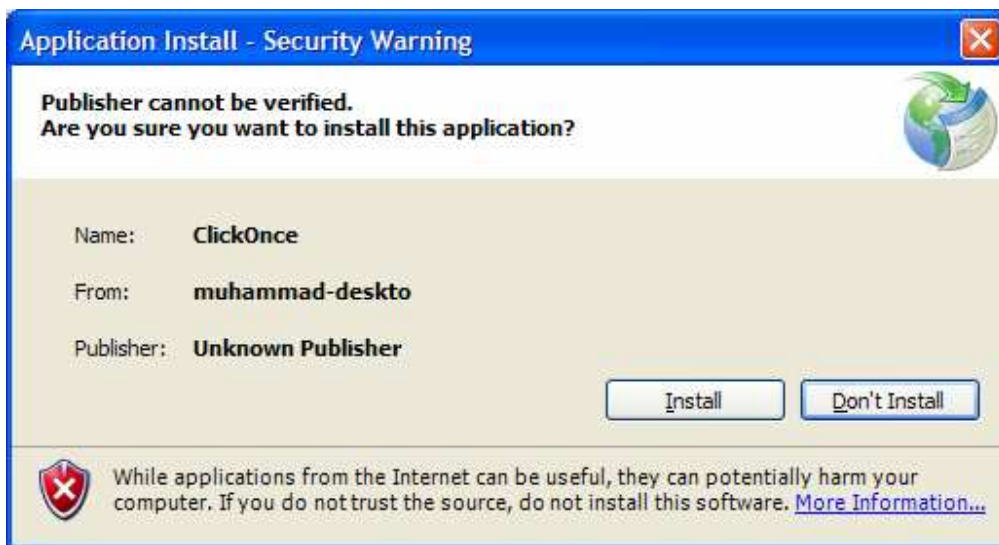 Application Install - Security Warning
Publisher cannot be verified.
Are you sure you want to install this application?
Name: ClickOnce
From: muhammad-deskto
Publisher: Unknown Publisher
Install Don't Install
While applications from the Internet can be useful, they can potentially harm your
computer. If you do not trust the source, do not install this software. More Information...